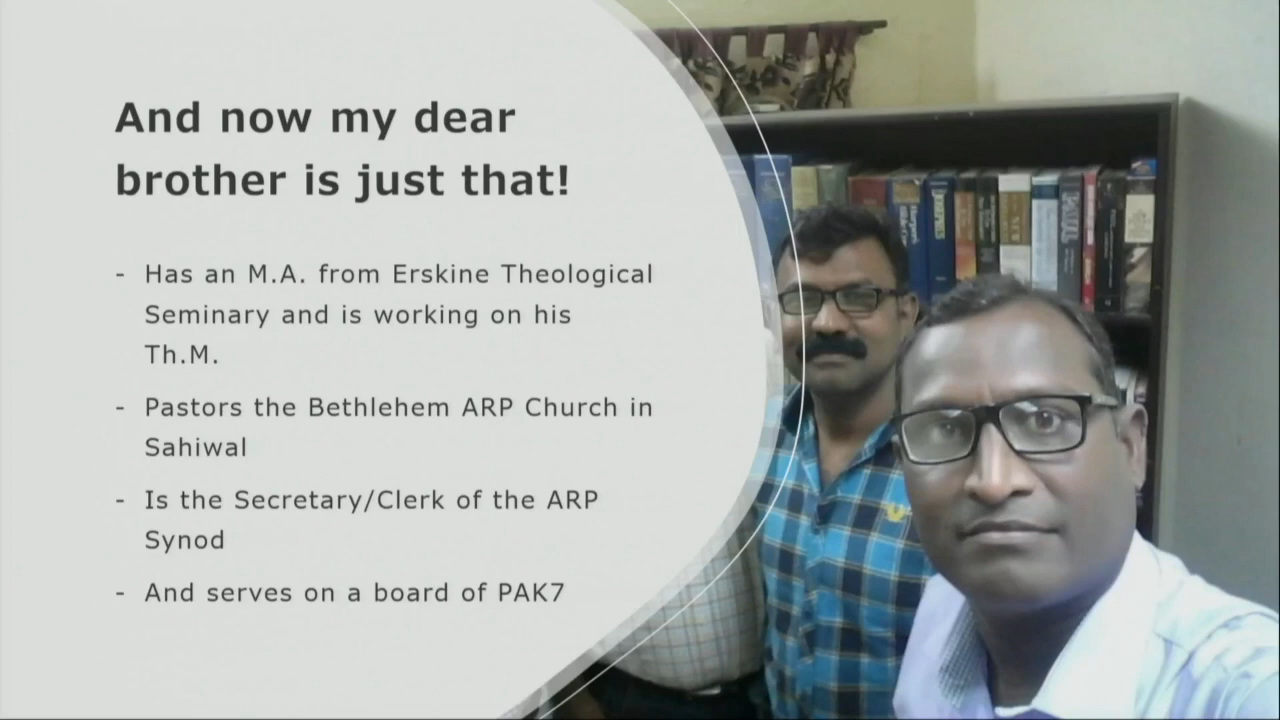 And now my dear
brother is just that!
- Has an M.A. from Erskine Theological
Seminary and is working on his
Th.M.
- Pastors the Bethlehem ARP Church in
Sahiwal
- Is the Secretary/Clerk of the ARP
Synod
- And serves on a board of PAK7